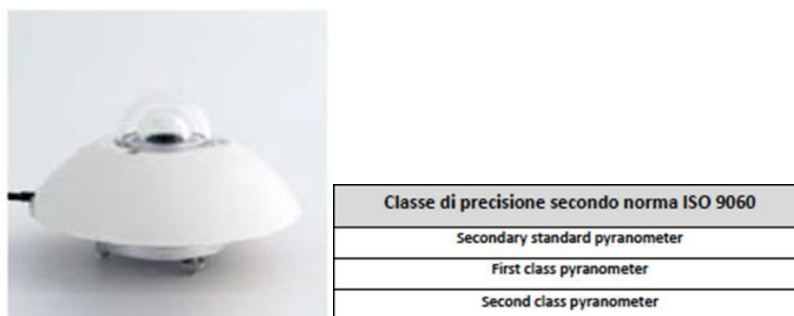 Classe di precisione secondo norma ISO 9060
Secondary standard pyranometer
First class pyranometer
Second class pyranometer